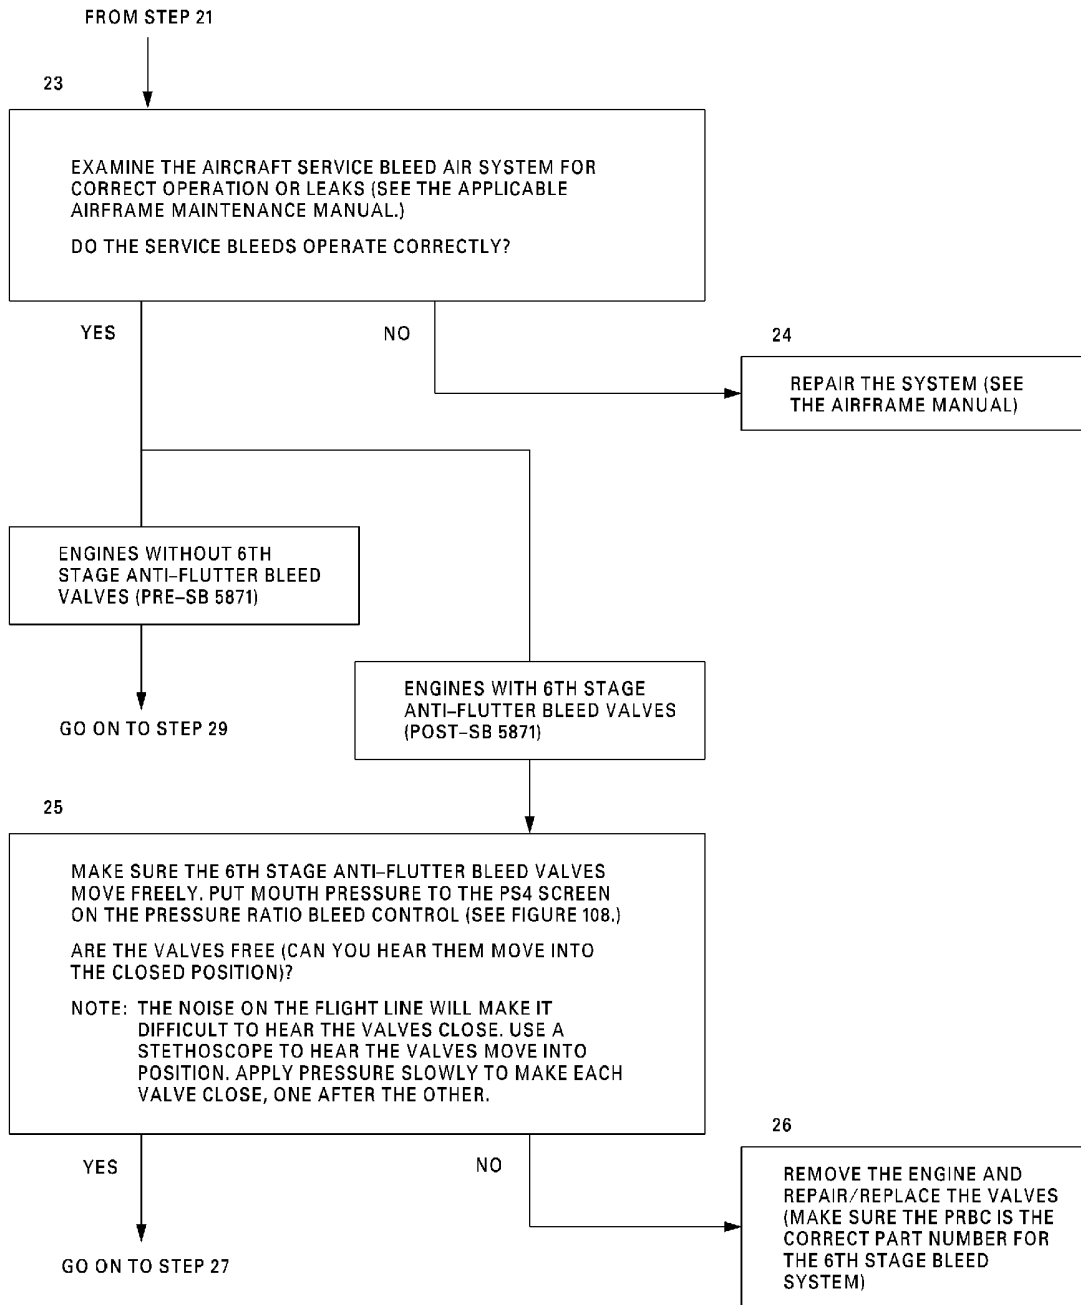 FROM STEP 21
23
EXAMINE THE AIRCRAFT SERVICE BLEED AIR SYSTEM FOR
CORRECT OPERATION OR LEAKS (SEE THE APPLICABLE
AIRFRAME MAINTENANCE MANUAL.)
DO THE SERVICE BLEEDS OPERATE CORRECTLY?
YES
NO
24
REPAIR THE SYSTEM (SEE
THE AIRFRAME MANUAL)
ENGINES WITHOUT 6TH
STAGE ANTI–FLUTTER BLEED
VALVES (PRE–SB 5871)
GO ON TO STEP 29
ENGINES WITH 6TH STAGE
ANTI–FLUTTER BLEED VALVES
(POST–SB 5871)
25
MAKE SURE THE 6TH STAGE ANTI–FLUTTER BLEED VALVES
MOVE FREELY. PUT MOUTH PRESSURE TO THE PS4 SCREEN
ON THE PRESSURE RATIO BLEED CONTROL (SEE FIGURE 108.)
ARE THE VALVES FREE (CAN YOU HEAR THEM MOVE INTO
THE CLOSED POSITION)?
NOTE: THE NOISE ON THE FLIGHT LINE WILL MAKE IT
DIFFICULT TO HEAR THE VALVES CLOSE. USE A
STETHOSCOPE TO HEAR THE VALVES MOVE INTO
POSITION. APPLY PRESSURE SLOWLY TO MAKE EACH
VALVE CLOSE, ONE AFTER THE OTHER.
YES
NO
GO ON TO STEP 27
26
REMOVE THE ENGINE AND
REPAIR/REPLACE THE VALVES
(MAKE SURE THE PRBC IS THE
CORRECT PART NUMBER FOR
THE 6TH STAGE BLEED
SYSTEM)